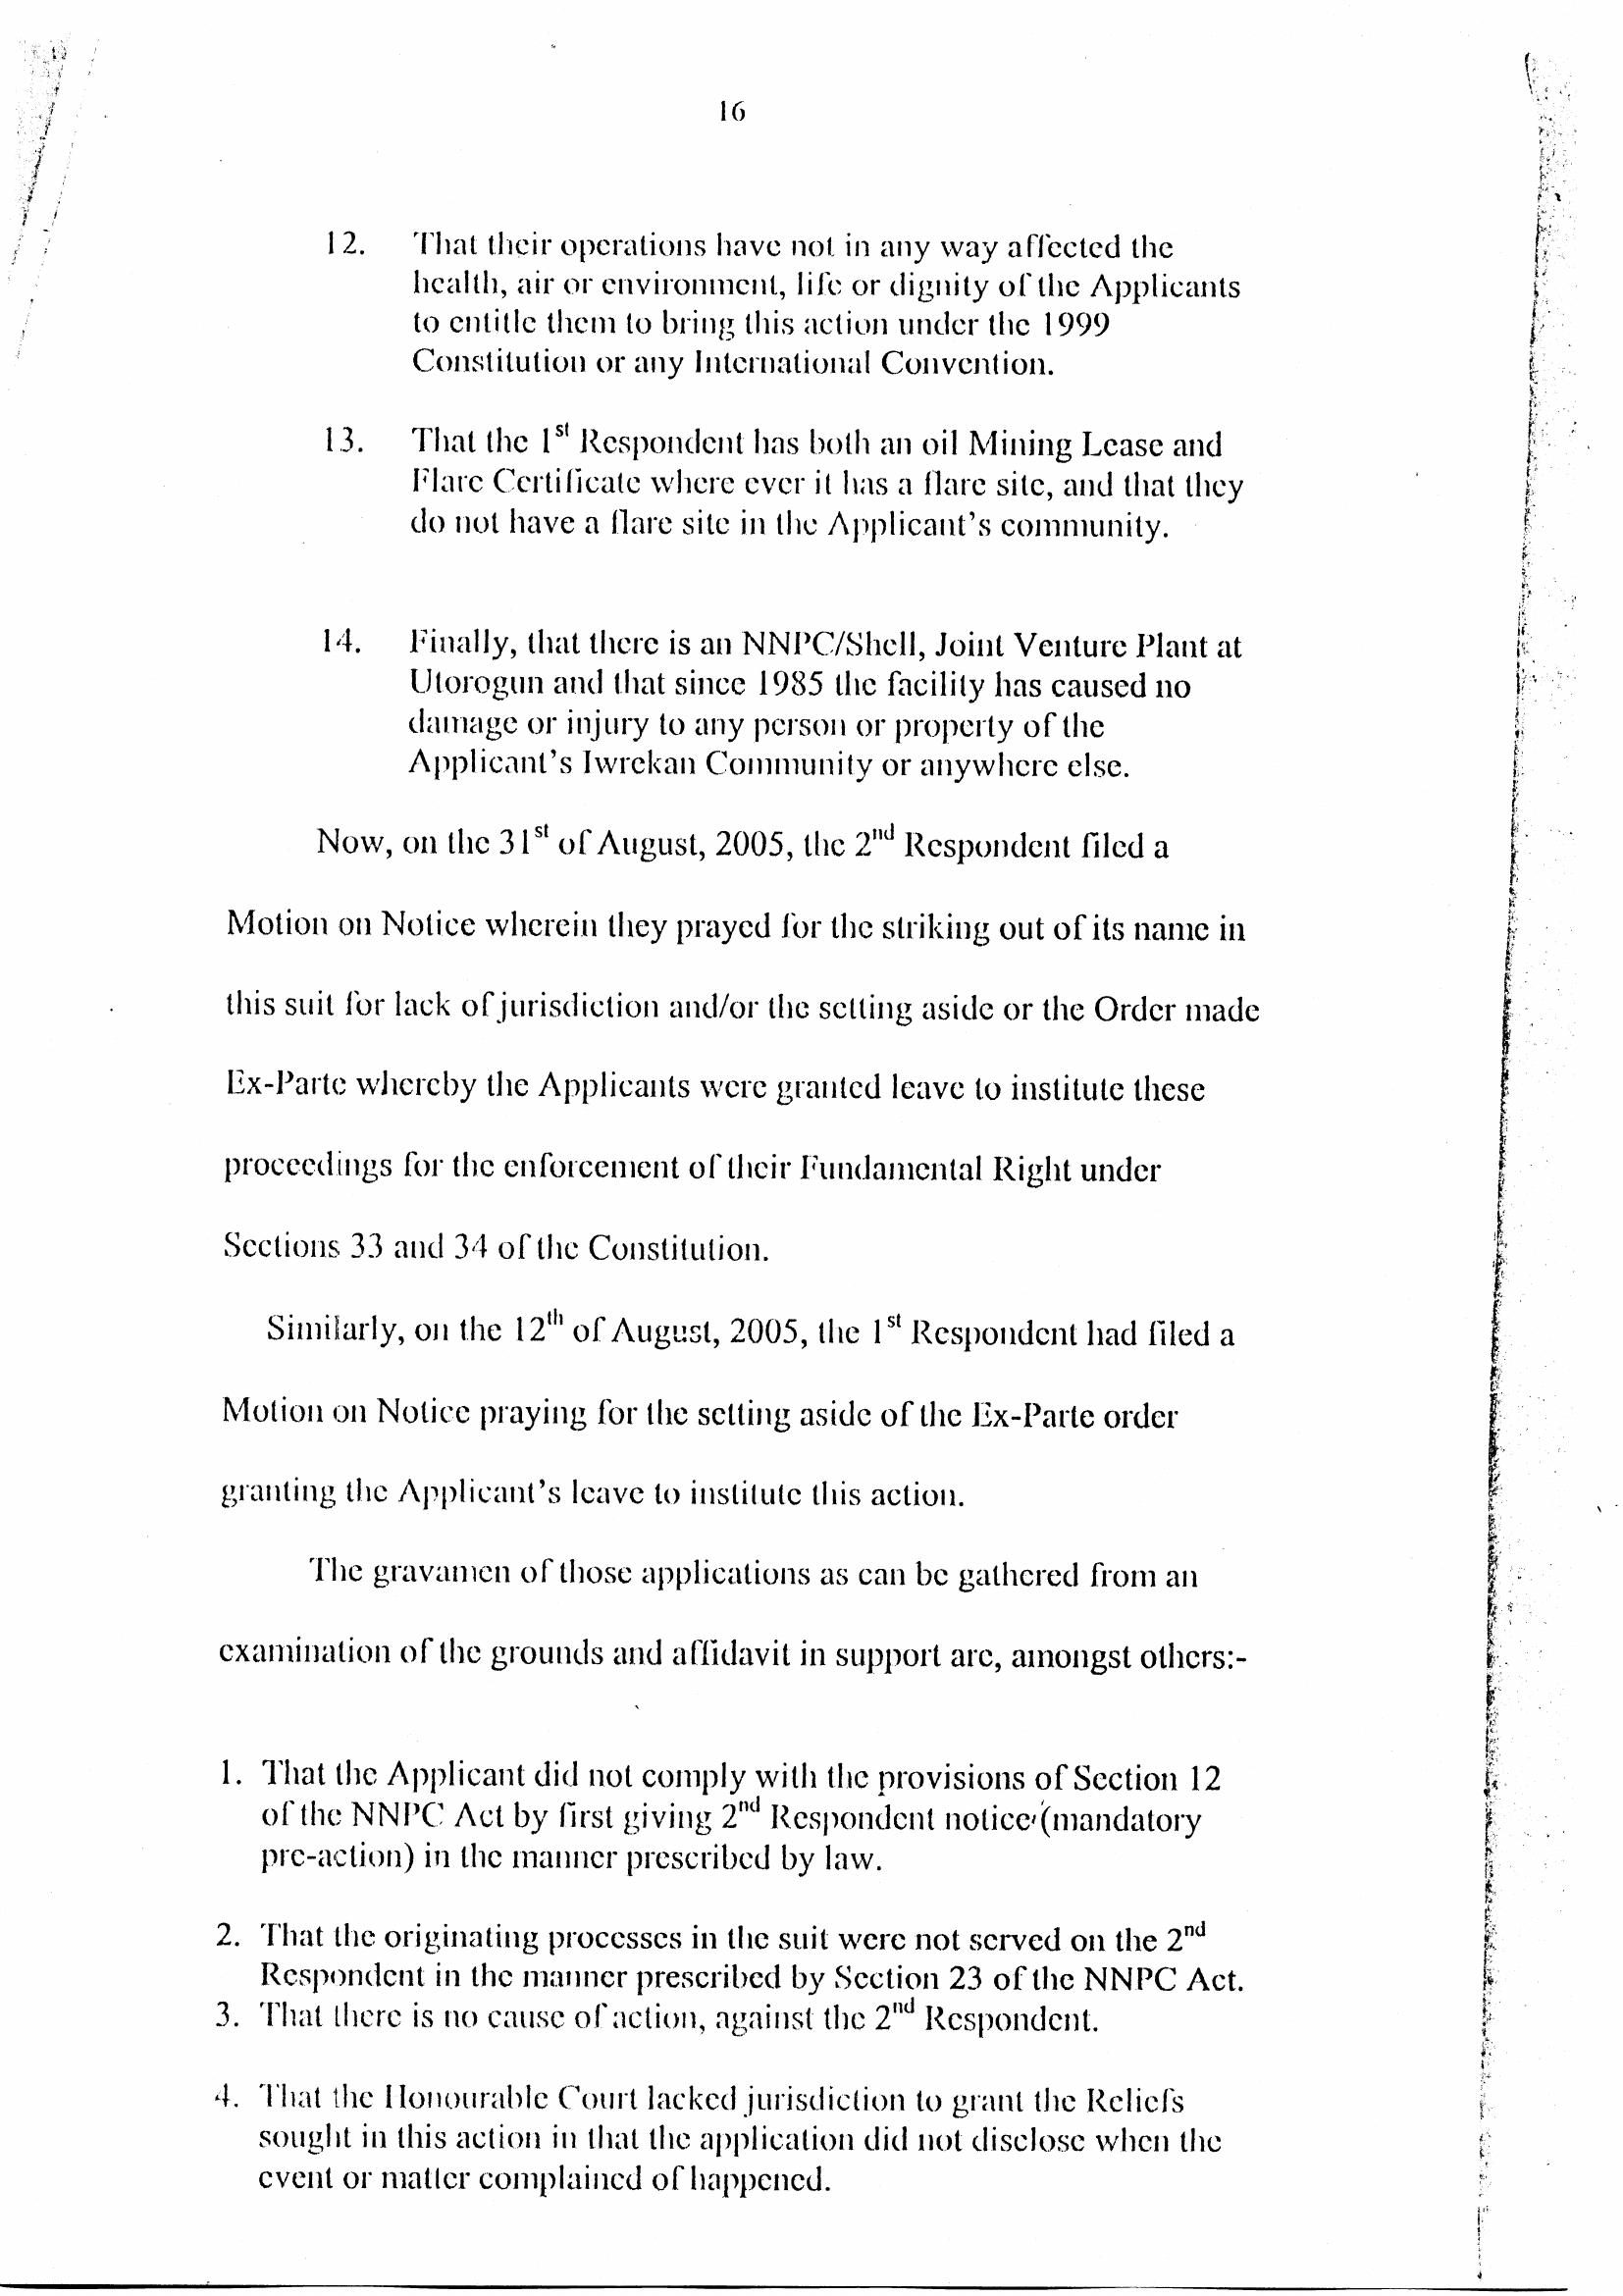 16
12. That their operations have not in any way affected the
health, air or environment, life or dignity of the Applicants
to entitle them to bring this action under the 1999
Constitution or any International Convention.
13. That the 1st Respondent has both an oil Mining Lease and
Flare Certificate where ever it has a flare site, and that they
do not have a flare site in the Applicant's community.
14. Finally, that there is an NNPC/Shell, Joint Venture Plant at
Utorogun and that since 1985 the facility has caused no
damage or injury to any person or property of the
Applicant's Iwrekan Community or anywhere else.
Now, on the 31st of August, 2005, the 2nd Respondent filed a
Motion on Notice wherein they prayed for the striking out of its name in
this suit for lack of jurisdiction and/or the setting aside or the Order made
Ex-Parte whereby the Applicants were granted leave to institute these
proceedings for the enforcement of their Fundamental Right under
Sections 33 and 34 of the Constitution.
Similarly, on the 12th of August, 2005, the 1st Respondent had filed a
Motion on Notice praying for the setting aside of the Ex-Parte order
granting the Applicant's leave to institute this action.
The gravamen of those applications as can be gathered from an
examination of the grounds and affidavit in support are, amongst others:-
1. That the Applicant did not comply with the provisions of Section 12
of the NNPC Act by first giving 2nd Respondent notice (mandatory
pre-action) in the manner prescribed by law.
2. That the originating processes in the suit were not served on the 2nd
Respondent in the manner prescribed by Section 23 of the NNPC Act.
3. That there is no cause of action, against the 2nd Respondent.
4. That the Honourable Court lacked jurisdiction to grant the Reliefs
sought in this action in that the application did not disclose when the
event or matter complained of happened.